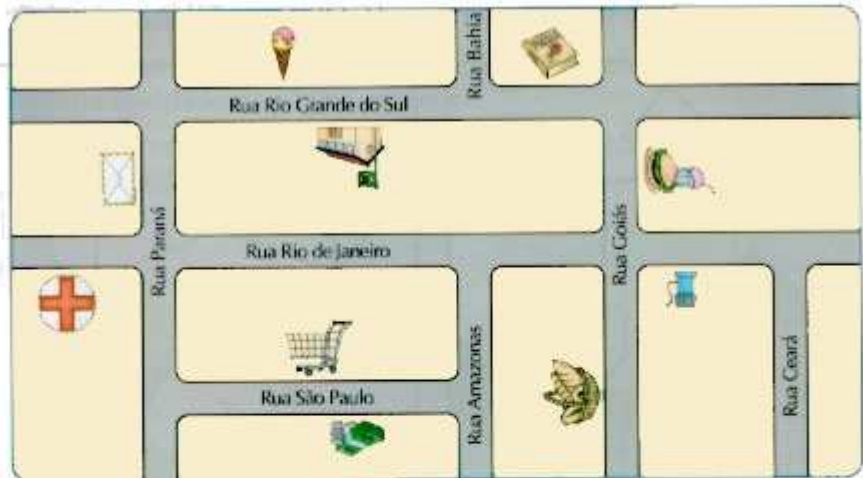 Rua Bahia
Rua Rio Grande do Sul
Rua Paraná
Rua Rio de Janeiro
Rua Goiás
Rua São Paulo
Rua Amazonas
Rua Ceará